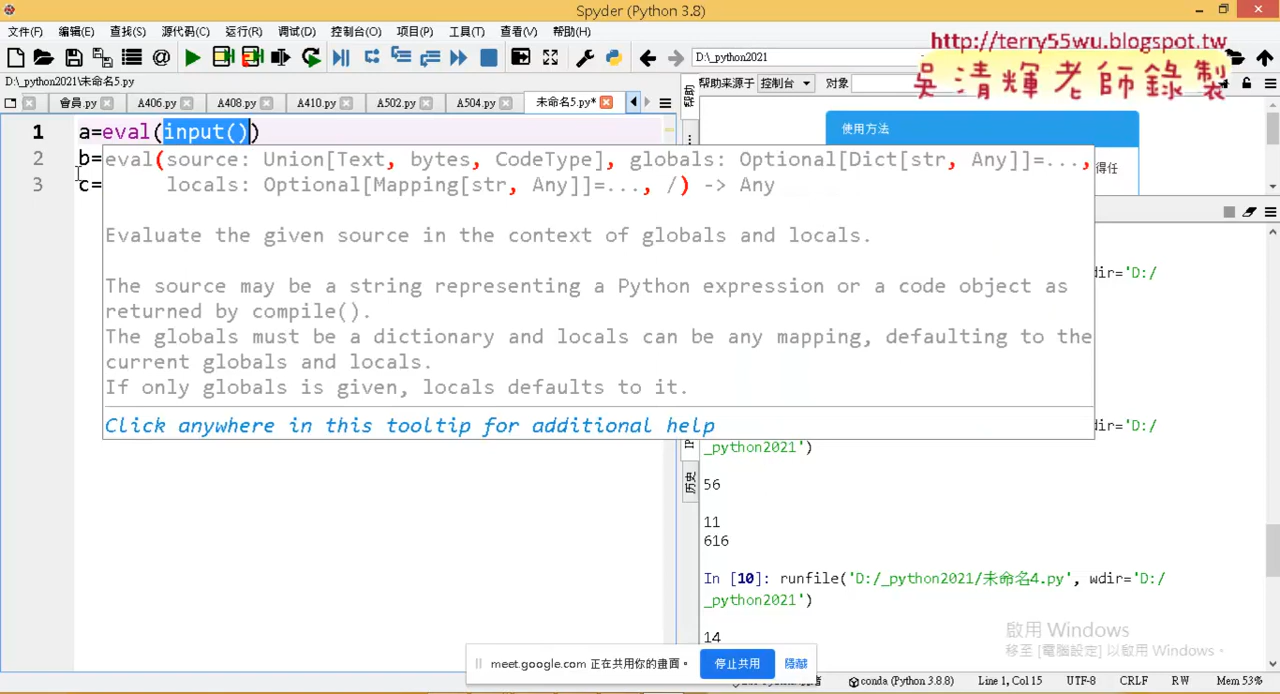 Spyder (Python 3.8)
文件(F) 编辑(E) 查找(S) 源代码(C) 运行(R) 调试(D) 控制台(O) 项目(P) 工具(T) 查看(V) 帮助(H)
D:\_python2021
http://terry55wu.blogspot.tw
吳清輝老師錄製
D:\_python2021\未命名5.py
會員.py A406.py A408.py A410.py A502.py A504.py 未命名5.py*
帮助来源于 控制台 对象
使用方法
得任
1 a=eval(input())
2 b=
3 c=
eval(source: Union[Text, bytes, CodeType], globals: Optional[Dict[str, Any]]=...,
locals: Optional[Mapping[str, Any]]=..., /) -> Any
Evaluate the given source in the context of globals and locals.
The source may be a string representing a Python expression or a code object as
returned by compile().
The globals must be a dictionary and locals can be any mapping, defaulting to the
current globals and locals.
If only globals is given, locals defaults to it.
Click anywhere in this tooltip for additional help
dir='D:/
dir='D:/
_python2021')
历史
56
11
616
In [10]: runfile('D:/_python2021/未命名4.py', wdir='D:/
_python2021')
14
啟用 Windows
移至 [電腦設定] 以啟用 Windows。
meet.google.com 正在共用你的畫面。 停止共用 隱藏
conda (Python 3.8.8) Line 1, Col 15 UTF-8 CRLF RW Mem 53%